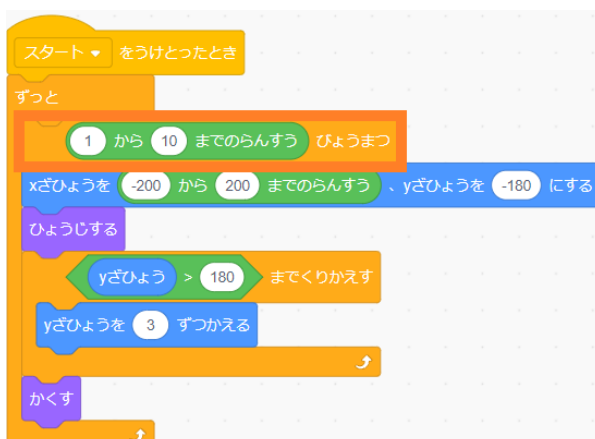 スタート をうけとったとき
ずっと
1 から 10 までのらんすう びょうまつ
xざひょうを -200 から 200 までのらんすう 、yざひょうを -180 にする
ひょうじする
yざひょう > 180 までくりかえす
yざひょうを 3 ずつかえる
かくす